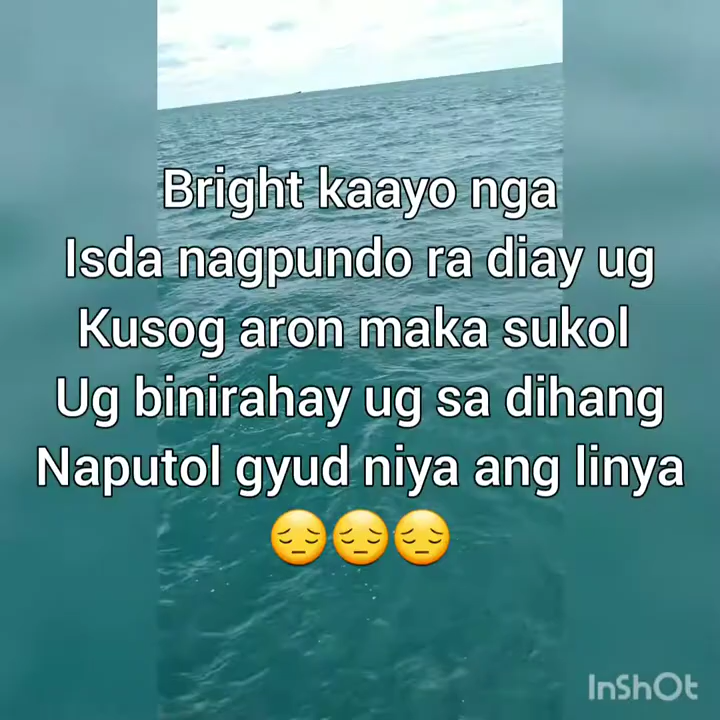 Bright kaayo nga
Isda nagpundo ra diay ug
Kusog aron maka sukol
Ug binirahay ug sa dihang
Naputol gyud niya ang linya
😔😔😔
InShOt